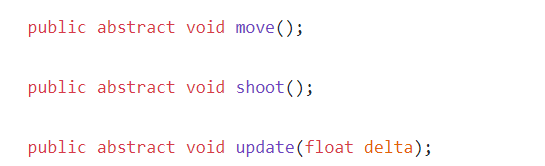 public abstract void move();
public abstract void shoot();
public abstract void update(float delta);